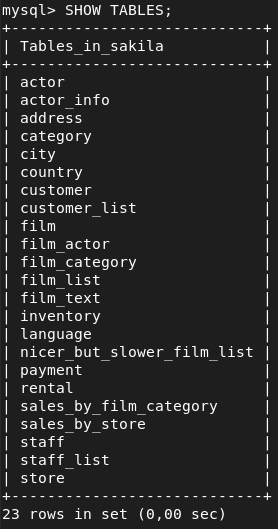 mysql> SHOW TABLES;
+----------------------------+
| Tables_in_sakila           |
+----------------------------+
| actor                      |
| actor_info                 |
| address                    |
| category                   |
| city                       |
| country                    |
| customer                   |
| customer_list              |
| film                       |
| film_actor                 |
| film_category              |
| film_list                  |
| film_text                  |
| inventory                  |
| language                   |
| nicer_but_slower_film_list |
| payment                    |
| rental                     |
| sales_by_film_category     |
| sales_by_store             |
| staff                      |
| staff_list                 |
| store                      |
+----------------------------+
23 rows in set (0,00 sec)